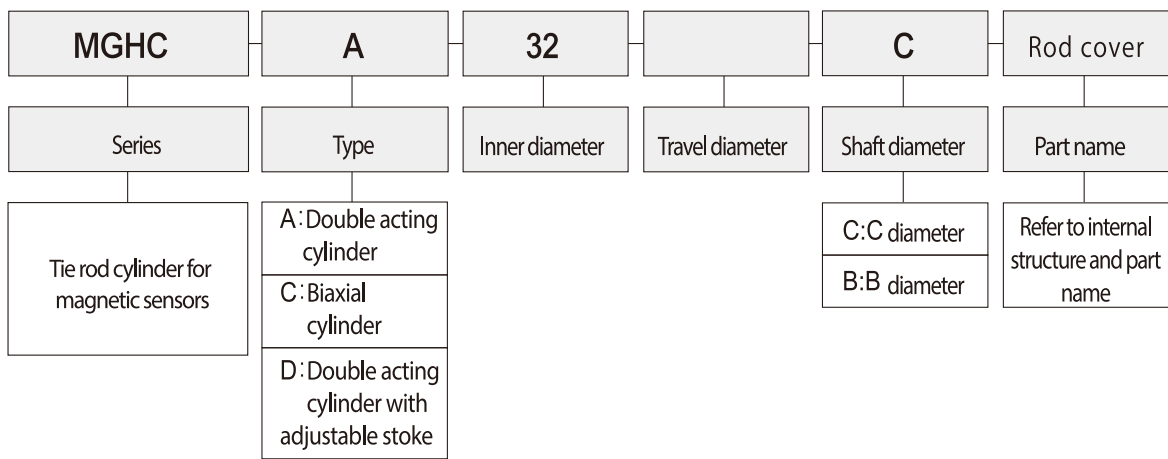 MGHC
A
32
C
Rod cover
Series
Type
Inner diameter
Travel diameter
Shaft diameter
Part name
Tie rod cylinder for
magnetic sensors
A:Double acting
cylinder
C:Biaxial
cylinder
D:Double acting
cylinder with
adjustable stoke
C:C diameter
B:B diameter
Refer to internal
structure and part
name